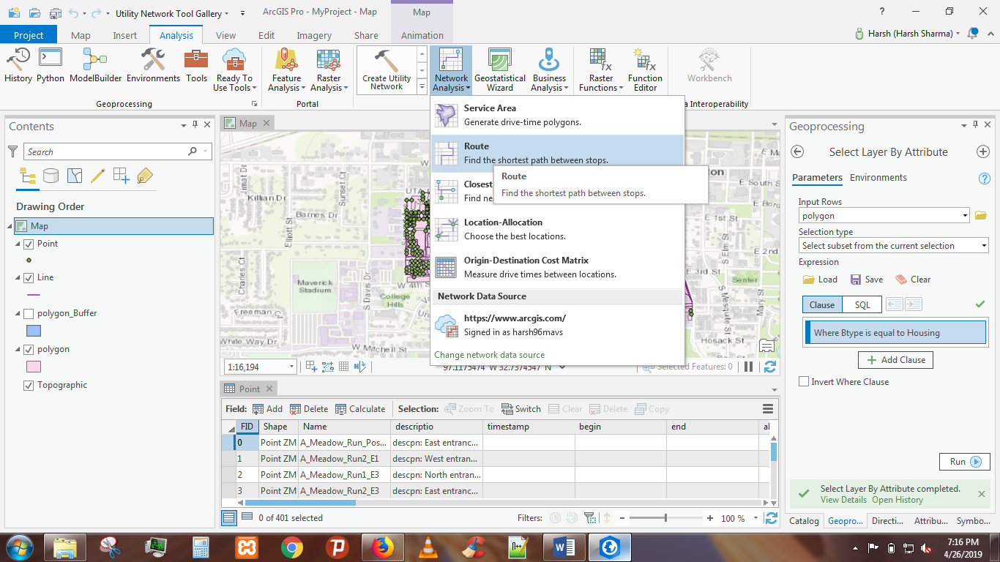 Utility Network Tool Gallery
ArcGIS Pro - MyProject - Map
Map
?
Project
Map
Insert
Analysis
View
Edit
Imagery
Share
Animation
Harsh (Harsh Sharma)
History
Python
ModelBuilder
Environments
Tools
Ready To
Use Tools
Feature
Analysis
Raster
Analysis
Create Utility
Network
Network
Analysis
Geostatistical
Wizard
Business
Analysis
Raster
Functions
Function
Editor
Workbench
Geoprocessing
Portal
a Interoperability
Contents
Search
Drawing Order
Map
Point
Line
polygon_Buffer
polygon
Topographic
Map
Service Area
Generate drive-time polygons.
Route
Find the shortest path between stops.
Route
Find the shortest path between stops.
Closest
Find ne
Location-Allocation
Choose the best locations.
Origin-Destination Cost Matrix
Measure drive times between locations.
Network Data Source
https://www.arcgis.com/
Signed in as harsh96mavs
Change network data source
Jimat Dr
Killian Dr
Barnes Dr
Elliott St
Charles Ct
UTA
Maverick
Stadium
Davis Dr
W 4th St
College
Hills
Freeman C
White Way Dr
W Mitchell St
ton
E South S
E 1st St
E 2nd
E 3rd St
S Elm St
Senter
S Mesquite St
Mary St
Hosack St
1:16,194
97.1175474°W 32.7374547°N
Selected Features: 0
Point
Field: Add Delete Calculate Selection: Zoom To Switch Clear Delete Copy
FID Shape Name descriptio timestamp begin end al
0 Point ZM A_Meadow_Run_Pos... descpn: East entranc...
1 Point ZM A_Meadow_Run2_E1 descpn: West entran...
2 Point ZM A_Meadow_Run1_E3 descpn: North entran...
3 Point ZM A_Meadow_Run2_E3 descpn: East entranc...
0 of 401 selected
Filters:
100 %
Geoprocessing
Select Layer By Attribute
Parameters Environments
Input Rows
polygon
Selection type
Select subset from the current selection
Expression
Load Save Clear
Clause SQL
Where Btype is equal to Housing
Add Clause
Invert Where Clause
Run
Select Layer By Attribute completed.
View Details Open History
Catalog Geopro... Directi... Attribu... Symbo...
7:16 PM
4/26/2019